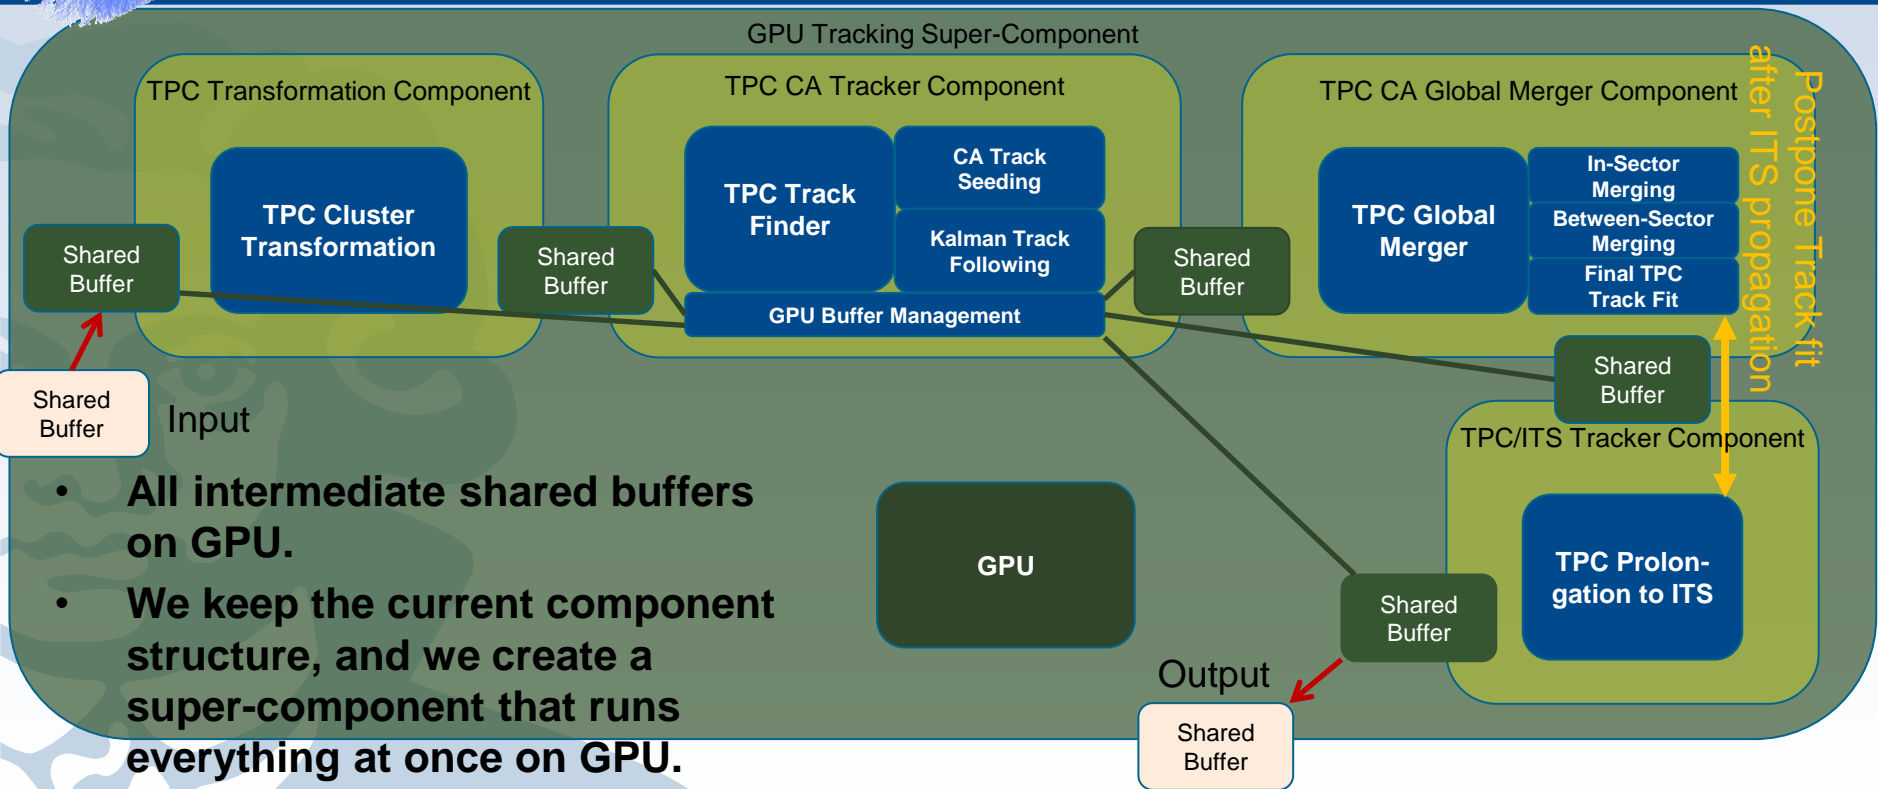 GPU Tracking Super-Component
TPC Transformation Component
TPC CA Tracker Component
TPC CA Global Merger Component
TPC Cluster
Transformation
TPC Track
Finder
CA Track
Seeding
Kalman Track
Following
GPU Buffer Management
TPC Global
Merger
In-Sector
Merging
Between-Sector
Merging
Final TPC
Track Fit
Postpone Track fit
after ITS propagation
Shared
Buffer
Shared
Buffer
Shared
Buffer
Shared
Buffer
Shared
Buffer
Input
TPC/ITS Tracker Component
TPC Prolon-
gation to ITS
GPU
Shared
Buffer
Output
Shared
Buffer
• All intermediate shared buffers
on GPU.
• We keep the current component
structure, and we create a
super-component that runs
everything at once on GPU.